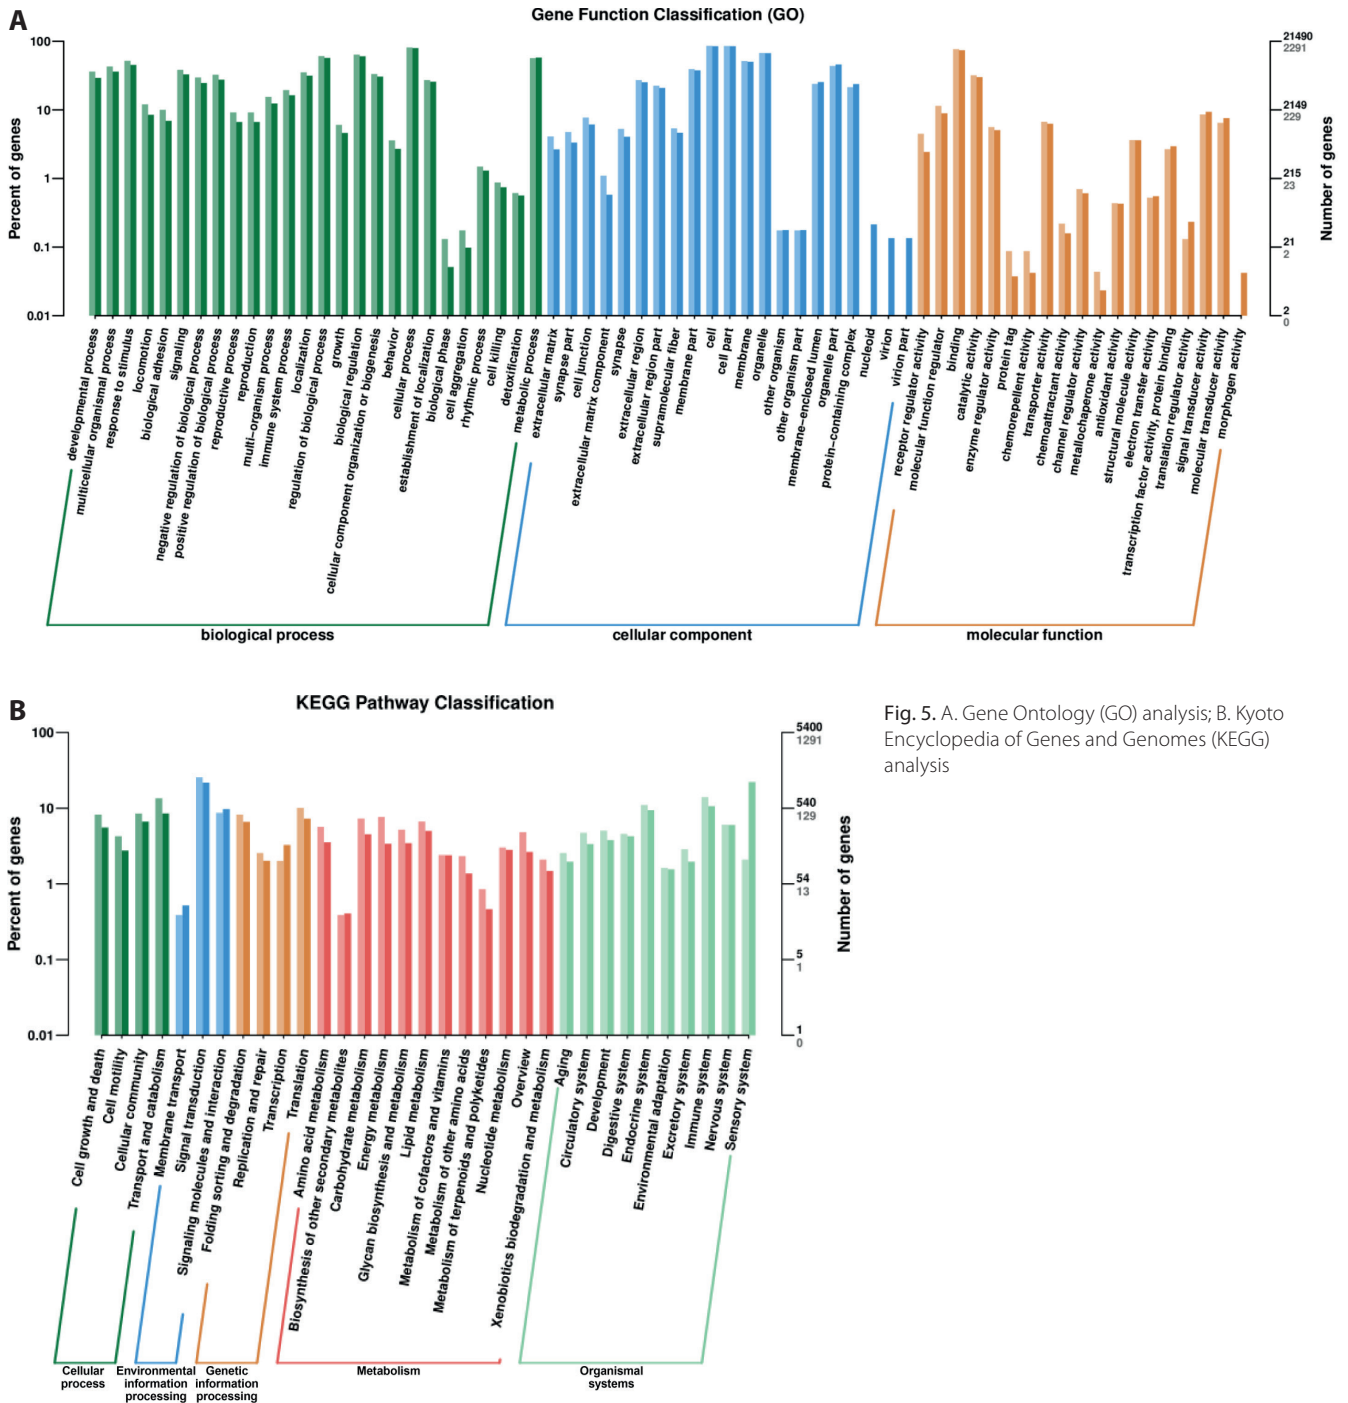 A
Gene Function Classification (GO)
Percent of genes
100
10
1
0.1
0.01
21490
2291
2149
229
215
23
21
2
2
0
Number of genes
developmental process
multicellular organismal process
response to stimulus
locomotion
biological adhesion
signaling
negative regulation of biological process
positive regulation of biological process
reproductive process
reproduction
multi−organism process
immune system process
localization
regulation of biological process
growth
biological regulation
cellular component organization or biogenesis
behavior
cellular process
establishment of localization
biological phase
cell aggregation
rhythmic process
cell killing
detoxification
metabolic process
extracellular matrix
synapse part
cell junction
extracellular matrix component
synapse
extracellular region
extracellular region part
supramolecular fiber
membrane part
cell
cell part
membrane
organelle
other organism
other organism part
membrane−enclosed lumen
organelle part
protein−containing complex
nucleoid
virion
virion part
receptor regulator activity
molecular function regulator
binding
catalytic activity
enzyme regulator activity
protein tag
chemorepellent activity
transporter activity
chemoattractant activity
channel regulator activity
metallochaperone activity
antioxidant activity
structural molecule activity
electron transfer activity
transcription factor activity, protein binding
translation regulator activity
signal transducer activity
molecular transducer activity
morphogen activity
biological process
cellular component
molecular function
B
KEGG Pathway Classification
Percent of genes
100
10
1
0.1
0.01
5400
1291
540
129
54
13
5
1
1
0
Number of genes
Cell growth and death
Cell motility
Cellular community
Transport and catabolism
Membrane transport
Signal transduction
Signaling molecules and interaction
Folding sorting and degradation
Replication and repair
Transcription
Translation
Amino acid metabolism
Biosynthesis of other secondary metabolites
Carbohydrate metabolism
Energy metabolism
Glycan biosynthesis and metabolism
Lipid metabolism
Metabolism of cofactors and vitamins
Metabolism of other amino acids
Metabolism of terpenoids and polyketides
Nucleotide metabolism
Overview
Xenobiotics biodegradation and metabolism
Aging
Circulatory system
Development
Digestive system
Endocrine system
Environmental adaptation
Excretory system
Immune system
Nervous system
Sensory system
Cellular
process
Environmental
information
processing
Genetic
information
processing
Metabolism
Organismal
systems
Fig. 5. A. Gene Ontology (GO) analysis; B. Kyoto
Encyclopedia of Genes and Genomes (KEGG)
analysis